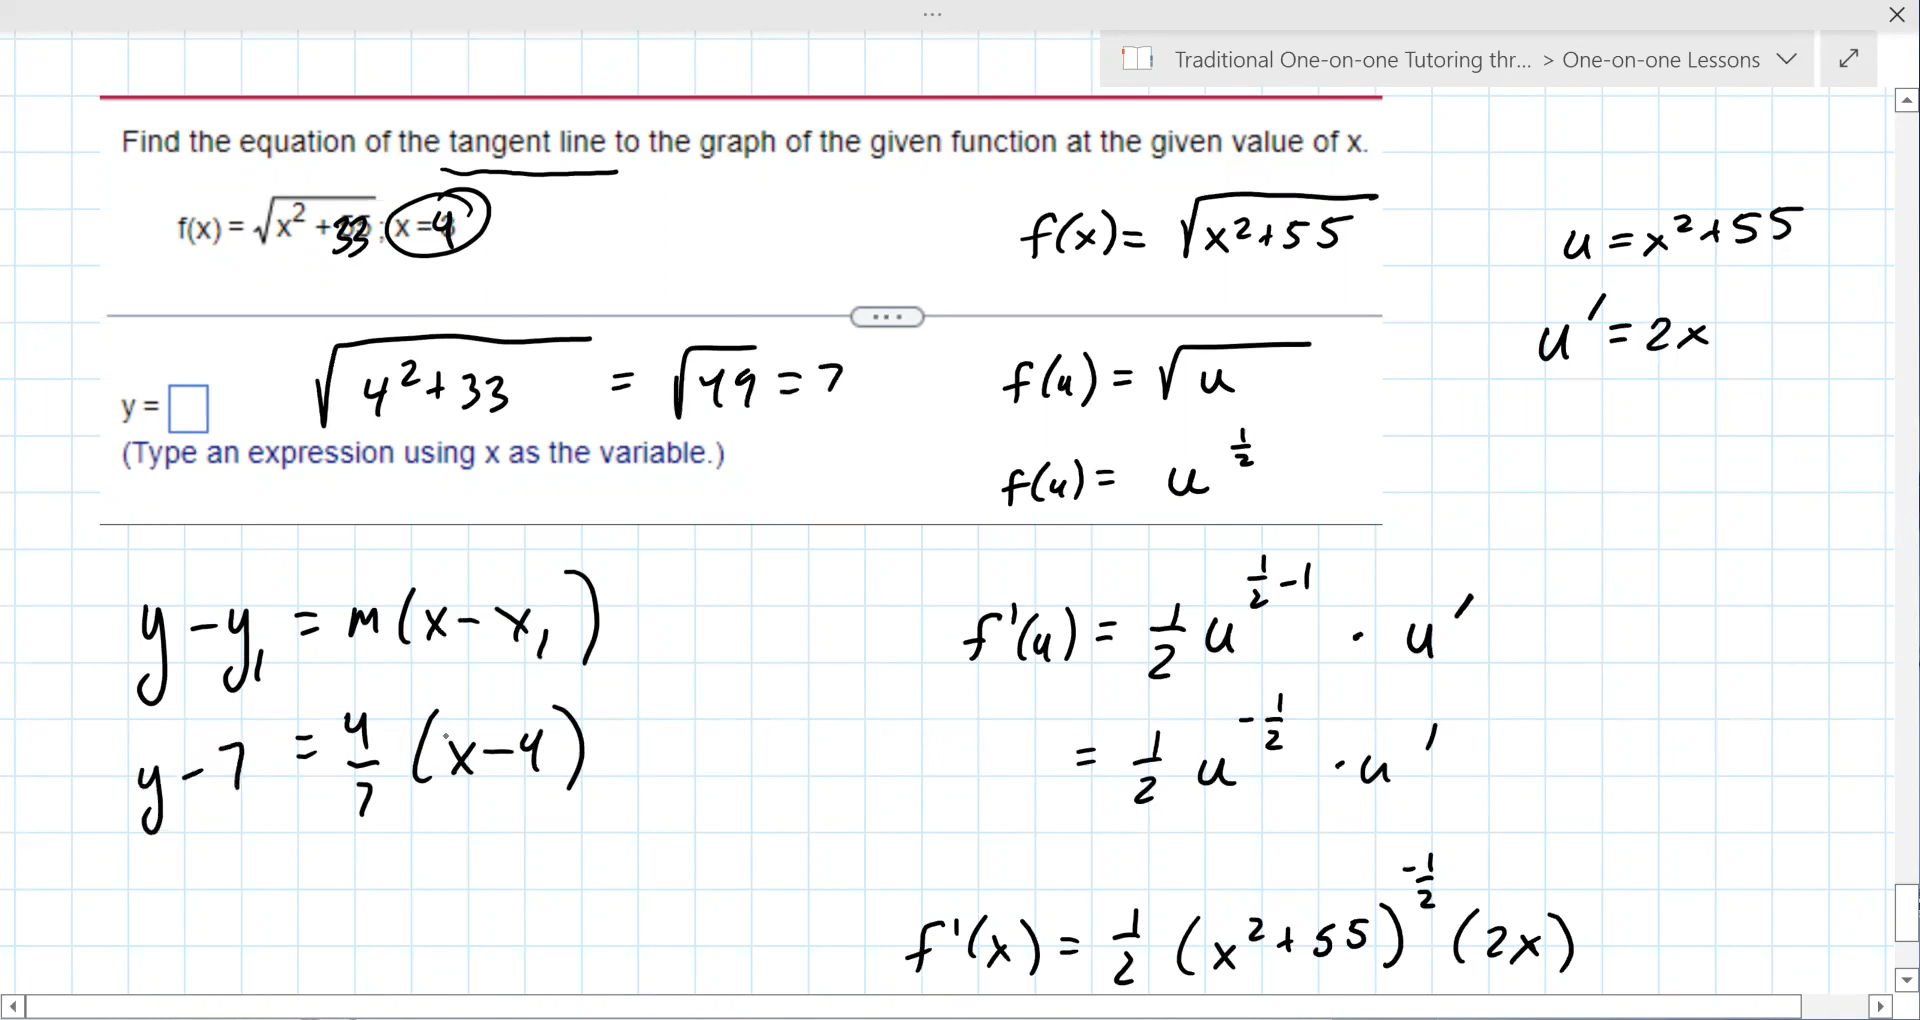 Traditional One-on-one Tutoring thr... > One-on-one Lessons
Find the equation of the tangent line to the graph of the given function at the given value of x.
f(x) = √x² + 33 ; x = 4
f(x) = √x²+55
u = x²+55
u' = 2x
√4²+33 = √49 = 7
f(u) = √u
y =
(Type an expression using x as the variable.)
f(u) = u^½
y - y₁ = m(x - x₁)
f'(u) = ½ u^(½-1) · u'
y - 7 = 4/7 (x - 4)
= ½ u^-½ · u'
f'(x) = ½ (x²+55)^-½ (2x)